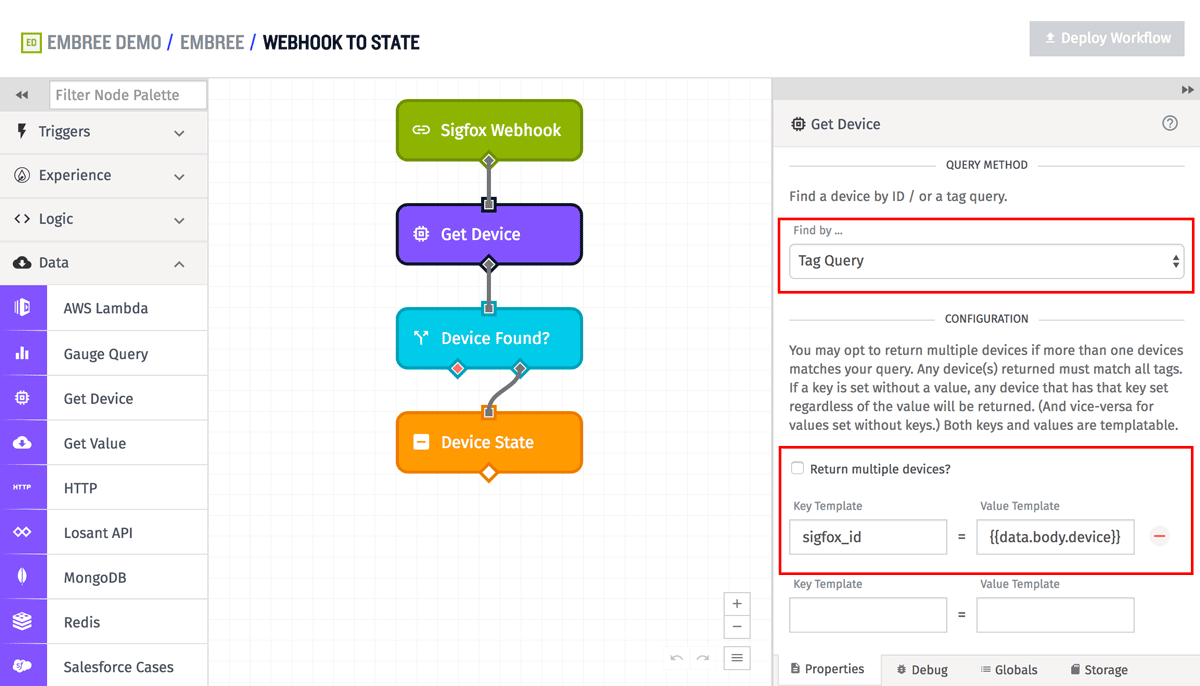 ED EMBREE DEMO / EMBREE / WEBHOOK TO STATE
Deploy Workflow
Filter Node Palette
Triggers
Experience
Logic
Data
AWS Lambda
Gauge Query
Get Device
Get Value
HTTP HTTP
Losant API
MongoDB
Redis
Salesforce Cases
Sigfox Webhook
Get Device
Device Found?
Device State
Get Device
QUERY METHOD
Find a device by ID / or a tag query.
Find by ...
Tag Query
CONFIGURATION
You may opt to return multiple devices if more than one devices
matches your query. Any device(s) returned must match all tags.
If a key is set without a value, any device that has that key set
regardless of the value will be returned. (And vice-versa for
values set without keys.) Both keys and values are templatable.
Return multiple devices?
Key Template Value Template
sigfox_id = {{data.body.device}}
Key Template Value Template
=
Properties Debug Globals Storage